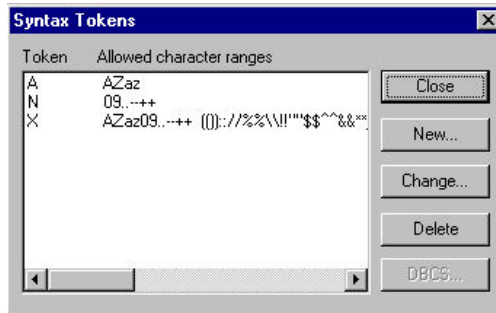 Syntax Tokens
Token Allowed character ranges
A AZaz
N 09..--++
X AZaz09..--++ (())::://%%\\!!""''$$^^&&**
Close
New...
Change...
Delete
DBCS...